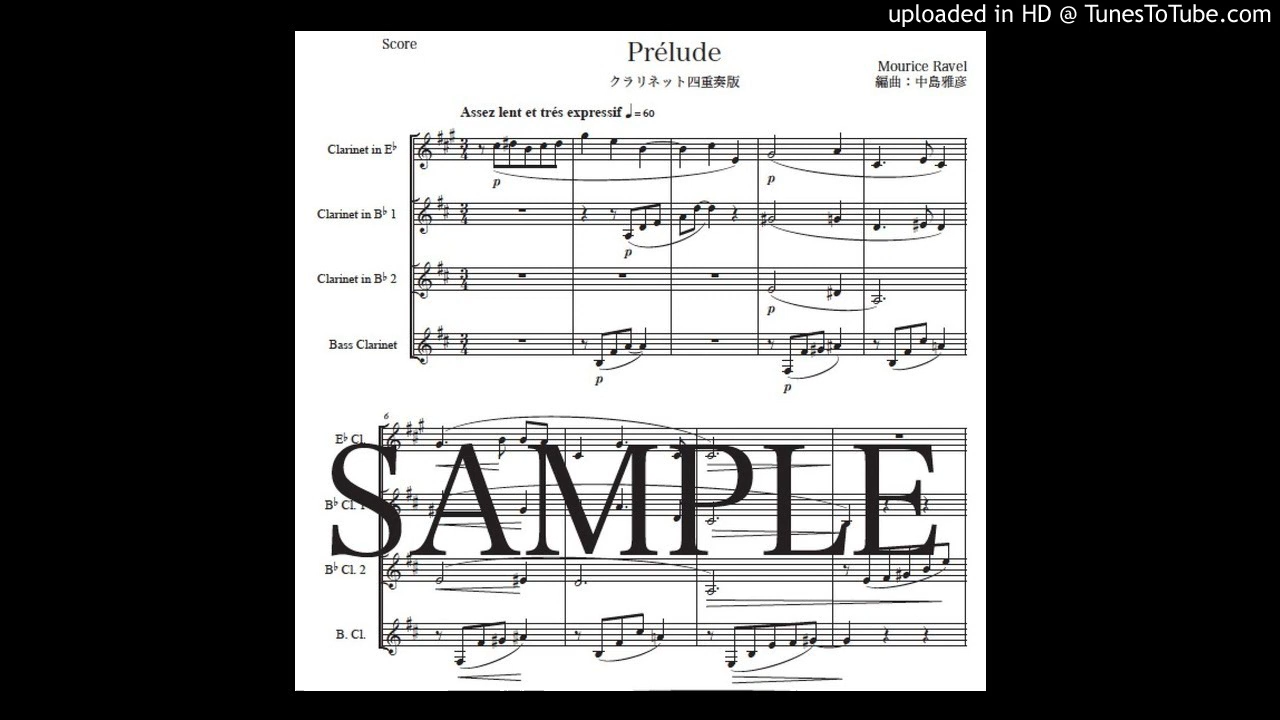 uploaded in HD @ TunesToTube.com
Score
Prélude
クラリネット四重奏版
Mourice Ravel
編曲：中島雅彦
Assez lent et trés expressif ♩= 60
Clarinet in E♭
p
p
Clarinet in B♭ 1
p
Clarinet in B♭ 2
p
Bass Clarinet
p
p
6
E♭ Cl.
SAMPLE
B♭ Cl. 1
B♭ Cl. 2
B. Cl.